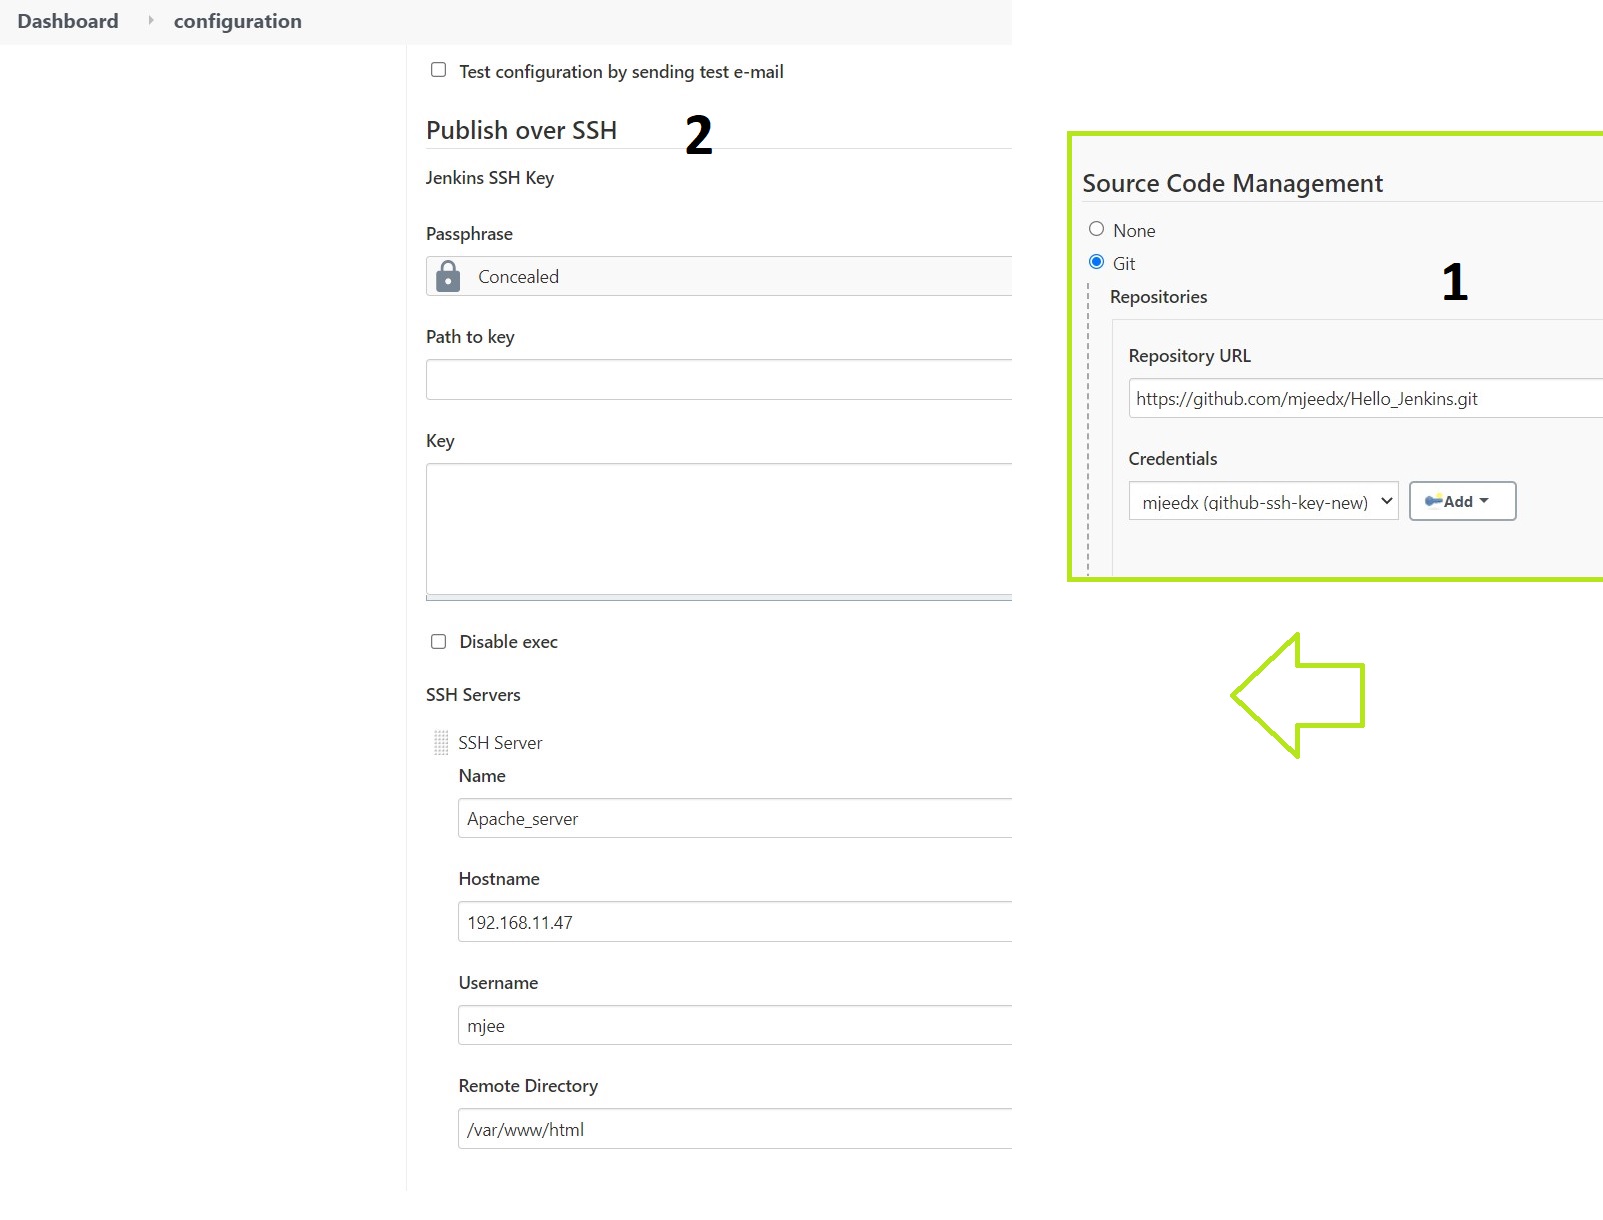 Dashboard configuration
Test configuration by sending test e-mail
Publish over SSH
2
Jenkins SSH Key
Passphrase
Concealed
Path to key
Key
Disable exec
SSH Servers
SSH Server
Name
Apache_server
Hostname
192.168.11.47
Username
mjee
Remote Directory
/var/www/html
Source Code Management
None
Git
1
Repositories
Repository URL
https://github.com/mjeedx/Hello_Jenkins.git
Credentials
mjeedx (github-ssh-key-new)
Add